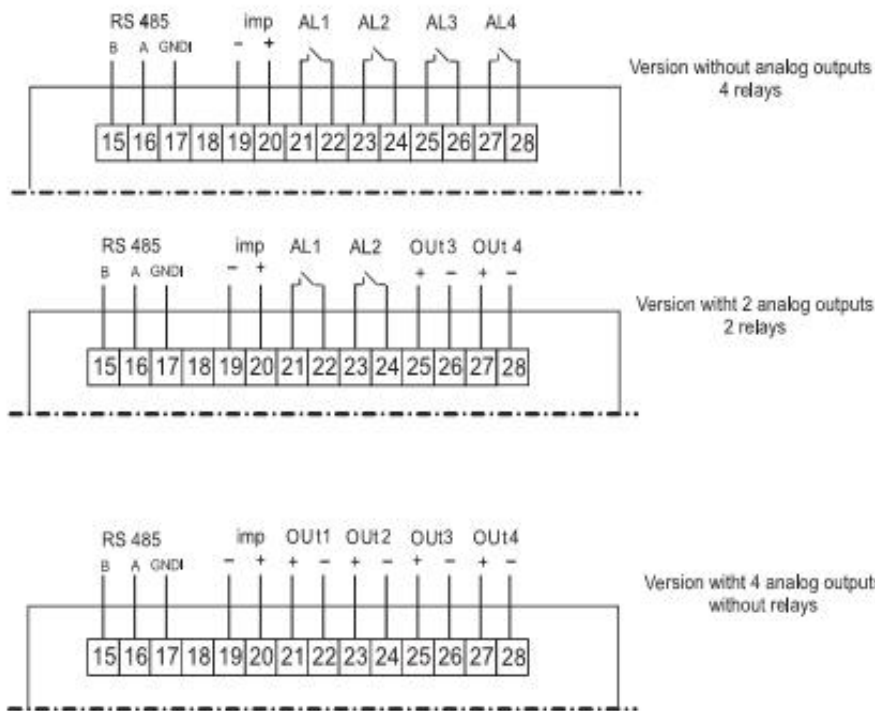 RS 485 imp AL1 AL2 AL3 AL4
B A GNDI − +
Version without analog outputs
4 relays
15 16 17 18 19 20 21 22 23 24 25 26 27 28
RS 485 imp AL1 AL2 OUt3 OUt 4
B A GNDI − + + − + −
Version witht 2 analog outputs
2 relays
15 16 17 18 19 20 21 22 23 24 25 26 27 28
RS 485 imp OUt1 OUt2 OUt3 OUt4
B A GNDI − + + − + − + − + −
Version witht 4 analog outputs
without relays
15 16 17 18 19 20 21 22 23 24 25 26 27 28